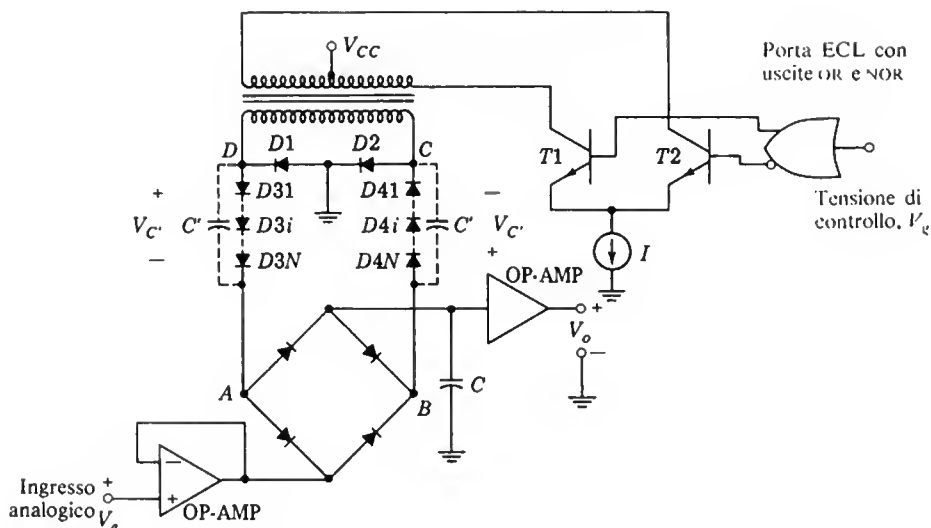 V_CC
Porta ECL con
uscite OR e NOR
D
D1
D2
C
T1
T2
+
V_C'
−
C'
D31
D3i
D3N
D41
D4i
D4N
C'
−
V_C'
+
Tensione di
controllo, V_g
I
OP-AMP
+
V_o
−
A
B
C
−
+
Ingresso
analogico
+
OP-AMP